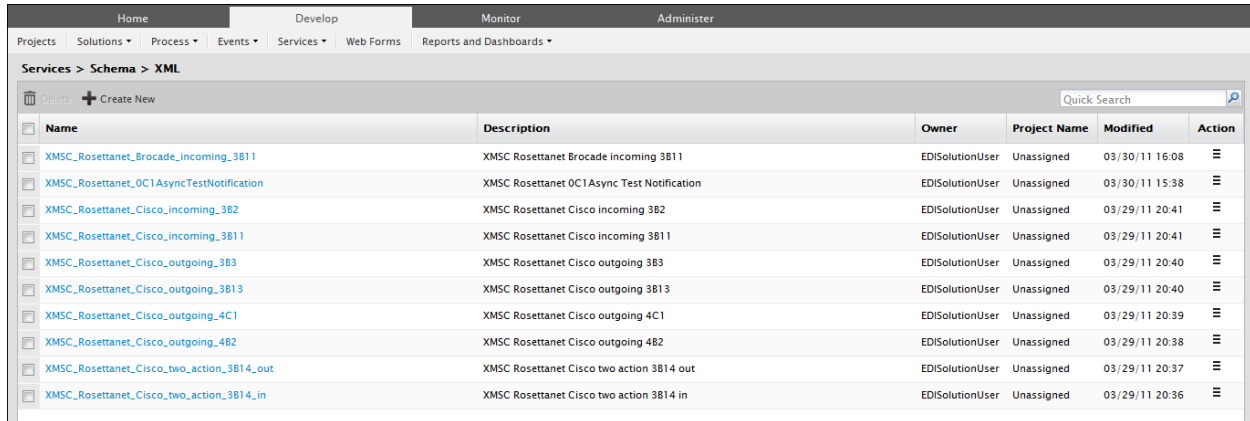 Home Develop Monitor Administer
Projects Solutions Process Events Services Web Forms Reports and Dashboards
Services > Schema > XML
Delete Create New Quick Search
Name Description Owner Project Name Modified Action
XMSC_Rosettanet_Brocade_incoming_3B11 XMSC Rosettanet Brocade incoming 3B11 EDISolutionUser Unassigned 03/30/11 16:08
XMSC_Rosettanet_0C1AsyncTestNotification XMSC Rosettanet 0C1Async Test Notification EDISolutionUser Unassigned 03/30/11 15:38
XMSC_Rosettanet_Cisco_incoming_3B2 XMSC Rosettanet Cisco incoming 3B2 EDISolutionUser Unassigned 03/29/11 20:41
XMSC_Rosettanet_Cisco_incoming_3B11 XMSC Rosettanet Cisco incoming 3B11 EDISolutionUser Unassigned 03/29/11 20:41
XMSC_Rosettanet_Cisco_outgoing_3B3 XMSC Rosettanet Cisco outgoing 3B3 EDISolutionUser Unassigned 03/29/11 20:40
XMSC_Rosettanet_Cisco_outgoing_3B13 XMSC Rosettanet Cisco outgoing 3B13 EDISolutionUser Unassigned 03/29/11 20:40
XMSC_Rosettanet_Cisco_outgoing_4C1 XMSC Rosettanet Cisco outgoing 4C1 EDISolutionUser Unassigned 03/29/11 20:39
XMSC_Rosettanet_Cisco_outgoing_4B2 XMSC Rosettanet Cisco outgoing 4B2 EDISolutionUser Unassigned 03/29/11 20:38
XMSC_Rosettanet_Cisco_two_action_3B14_out XMSC Rosettanet Cisco two action 3B14 out EDISolutionUser Unassigned 03/29/11 20:37
XMSC_Rosettanet_Cisco_two_action_3B14_in XMSC Rosettanet Cisco two action 3B14 in EDISolutionUser Unassigned 03/29/11 20:36